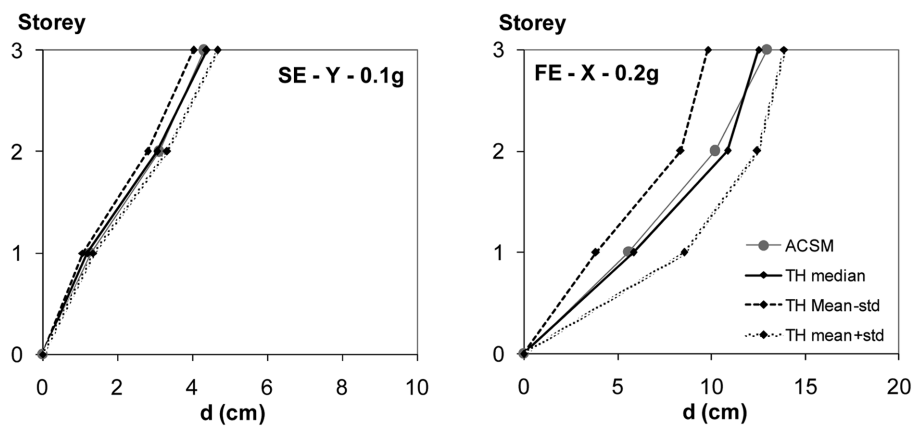 Storey
3
2
1
0
SE - Y - 0.1g
0 2 4 6 8 10
d (cm)
Storey
3
2
1
0
FE - X - 0.2g
ACSM
TH median
TH Mean-std
TH mean+std
0 5 10 15 20
d (cm)